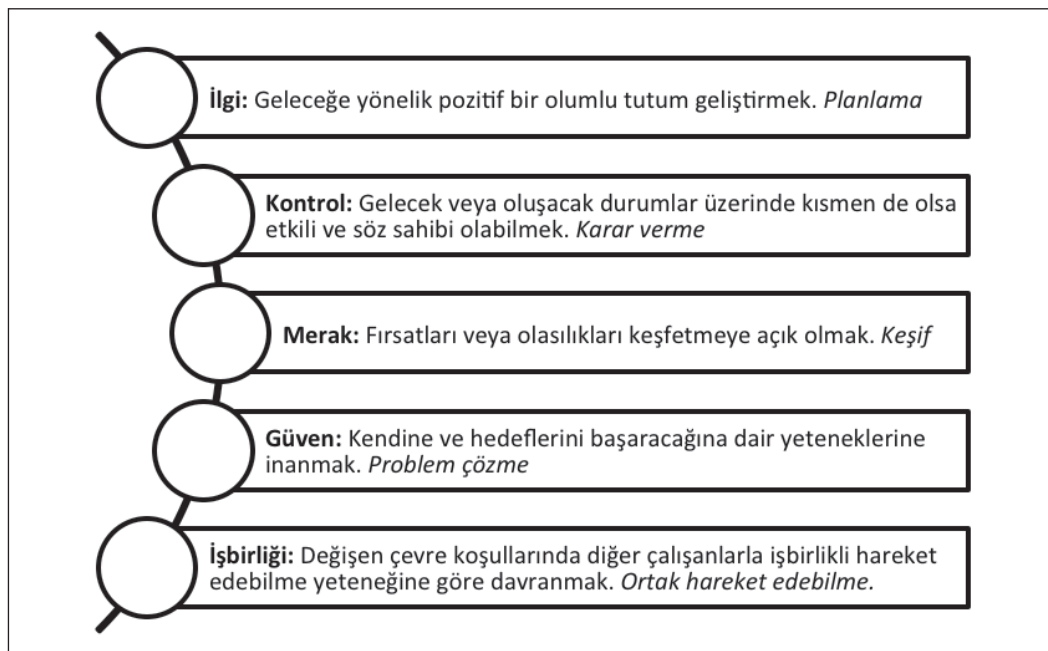 İlgi: Geleceğe yönelik pozitif bir olumlu tutum geliştirmek. Planlama
Kontrol: Gelecek veya oluşacak durumlar üzerinde kısmen de olsa
etkili ve söz sahibi olabilmek. Karar verme
Merak: Fırsatları veya olasılıkları keşfetmeye açık olmak. Keşif
Güven: Kendine ve hedeflerini başaracağına dair yeteneklerine
inanmak. Problem çözme
İşbirliği: Değişen çevre koşullarında diğer çalışanlarla işbirlikli hareket
edebilme yeteneğine göre davranmak. Ortak hareket edebilme.